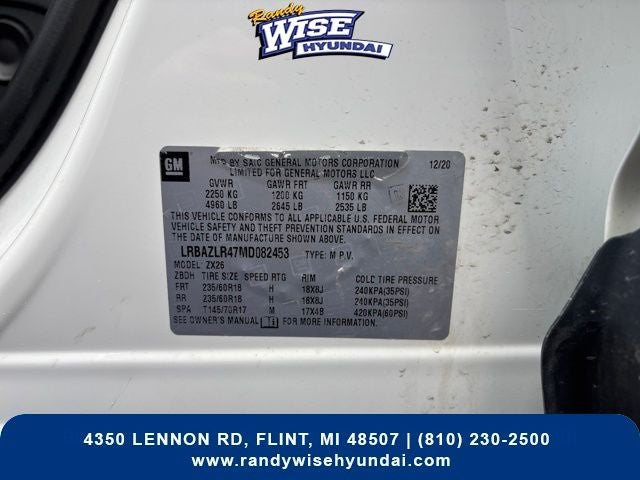 Randy
WISE
HYUNDAI
GM
MFD BY SAIC GENERAL MOTORS CORPORATION 12/20
LIMITED FOR GENERAL MOTORS LLC
GVWR GAWR FRT GAWR RR
2250 KG 1200 KG 1150 KG
4960 LB 2645 LB 2535 LB
THIS VEHICLE CONFORMS TO ALL APPLICABLE U.S. FEDERAL MOTOR
VEHICLE SAFETY AND THEFT PREVENTION STANDARDS IN EFFECT ON
THE DATE OF MANUFACTURE SHOWN ABOVE.
LRBAZLR47MD082453 TYPE: M.P.V.
MODEL: ZX26
ZBDH TIRE SIZE SPEED RTG RIM COLD TIRE PRESSURE
FRT 235/60R18 H 18X8J 240KPA(35PSI)
RR 235/60R18 H 18X8J 240KPA(35PSI)
SPA T145/70R17 M 17X4B 420KPA(60PSI)
SEE OWNER'S MANUAL i FOR MORE INFORMATION.
4350 LENNON RD, FLINT, MI 48507 | (810) 230-2500
www.randywisehyundai.com